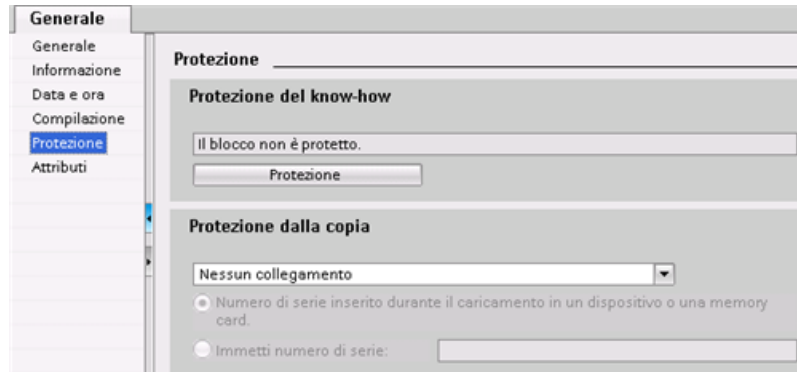 Generale
Generale
Informazione
Data e ora
Compilazione
Protezione
Attributi
Protezione
Protezione del know-how
Il blocco non è protetto.
Protezione
Protezione dalla copia
Nessun collegamento
Numero di serie inserito durante il caricamento in un dispositivo o una memory
card.
Immetti numero di serie: